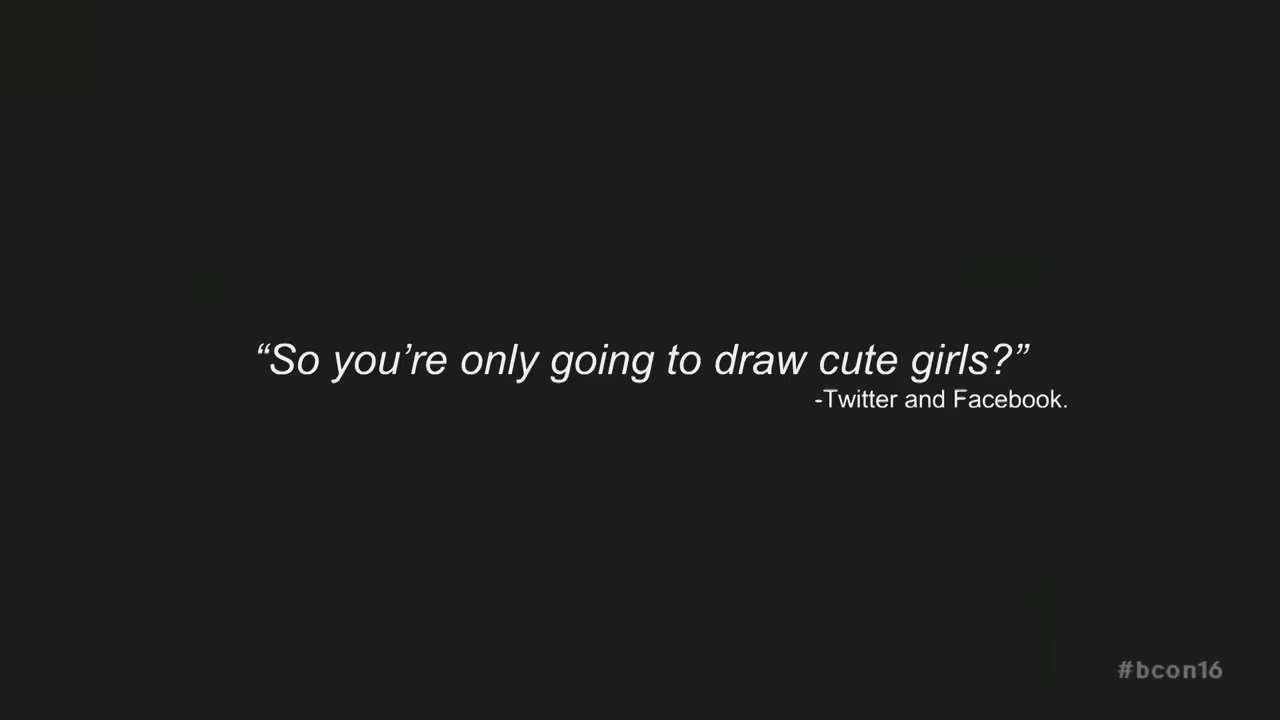 “So you’re only going to draw cute girls?”
-Twitter and Facebook.
#bcon16